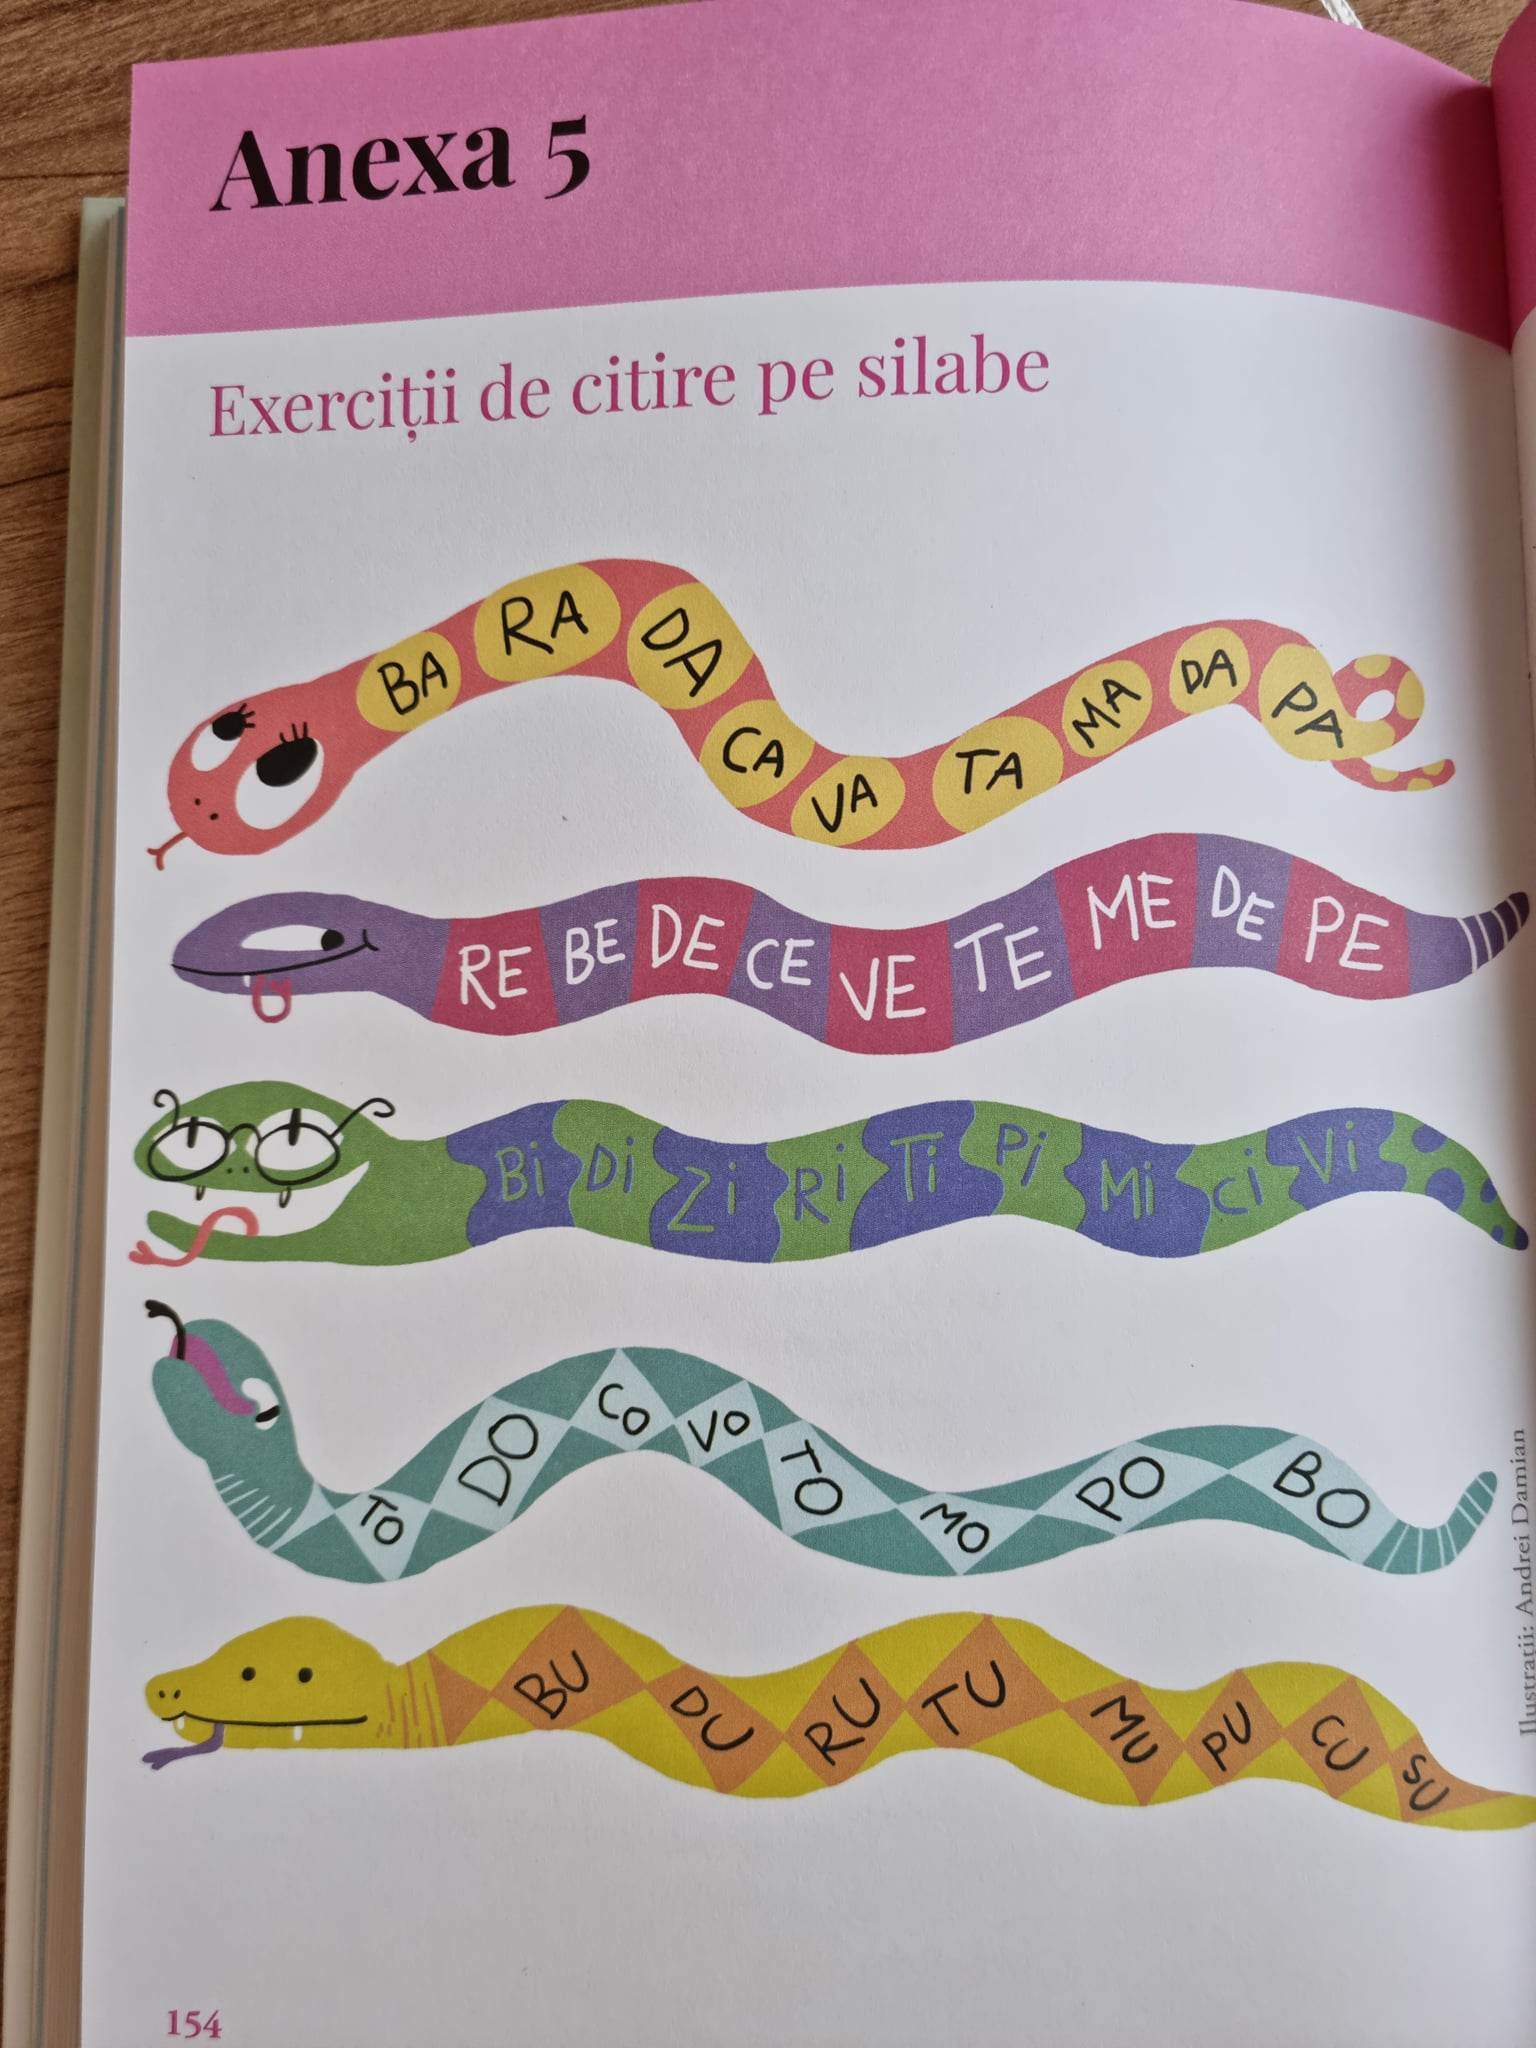 Anexa 5
Exerciții de citire pe silabe
BA RA DA CA VA TA MA DA PA
RE BE DE CE VE TE ME DE PE
Bi Di Zi Ri Ti Pi Mi Ci Vi
TO DO CO VO TO MO PO BO
BU DU RU TU MU PU CU SU
Ilustrații: Andrei Damian
154